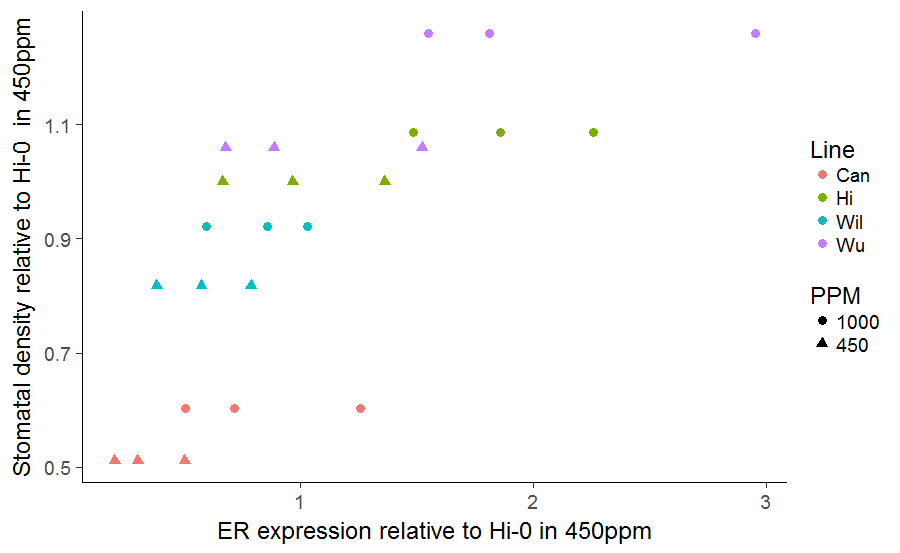 Stomatal density relative to Hi-0 in 450ppm
1.1
0.9
0.7
0.5
1
2
3
ER expression relative to Hi-0 in 450ppm
Line
Can
Hi
Wil
Wu
PPM
1000
450